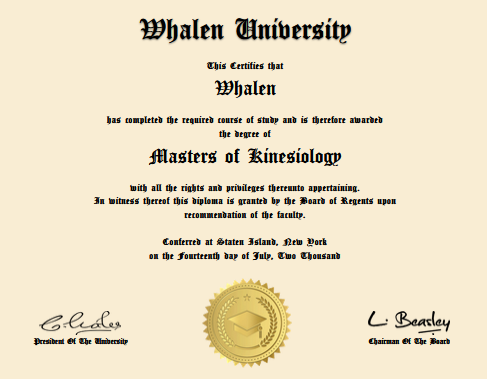 Whalen University
This Certifies that
Whalen
has completed the required course of study and is therefore awarded
the degree of
Masters of Kinesiology
with all the rights and privileges thereunto appertaining.
In witness thereof this diploma is granted by the Board of Regents upon
recommendation of the faculty.
Conferred at Staten Island, New York
on the Fourteenth day of July, Two Thousand
L. Beasley
President Of The University
Chairman Of The Board